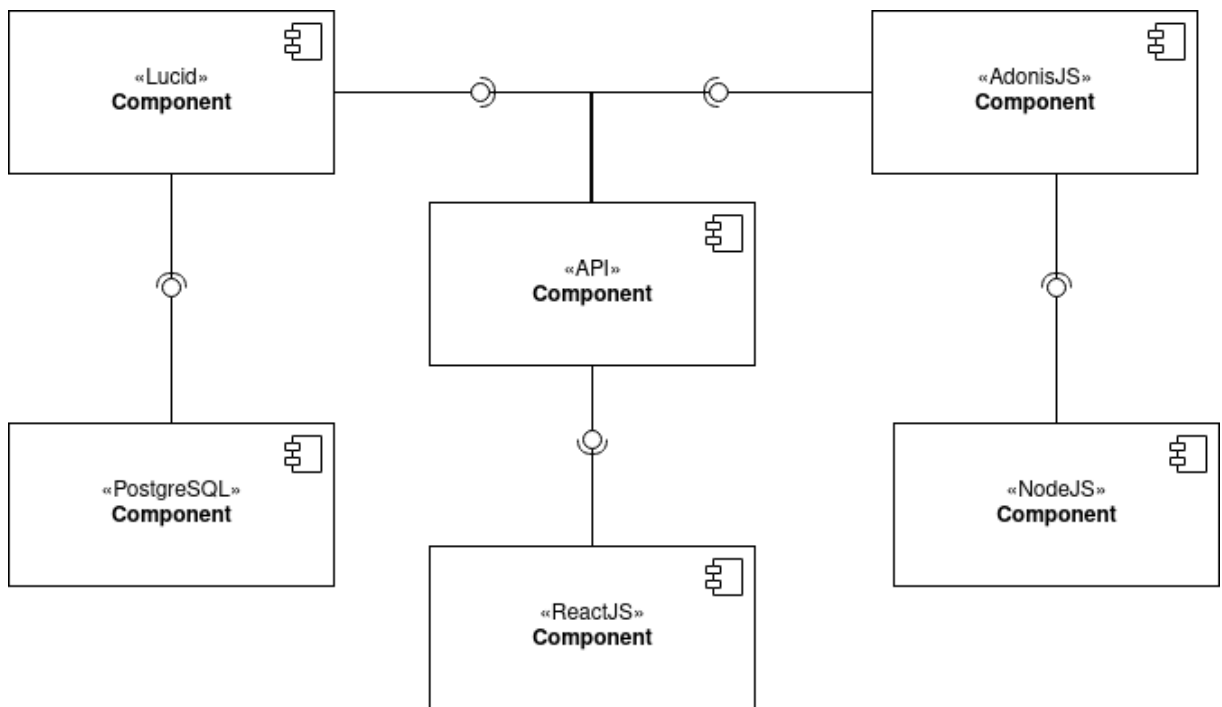 «Lucid»
Component
«AdonisJS»
Component
«API»
Component
«PostgreSQL»
Component
«NodeJS»
Component
«ReactJS»
Component